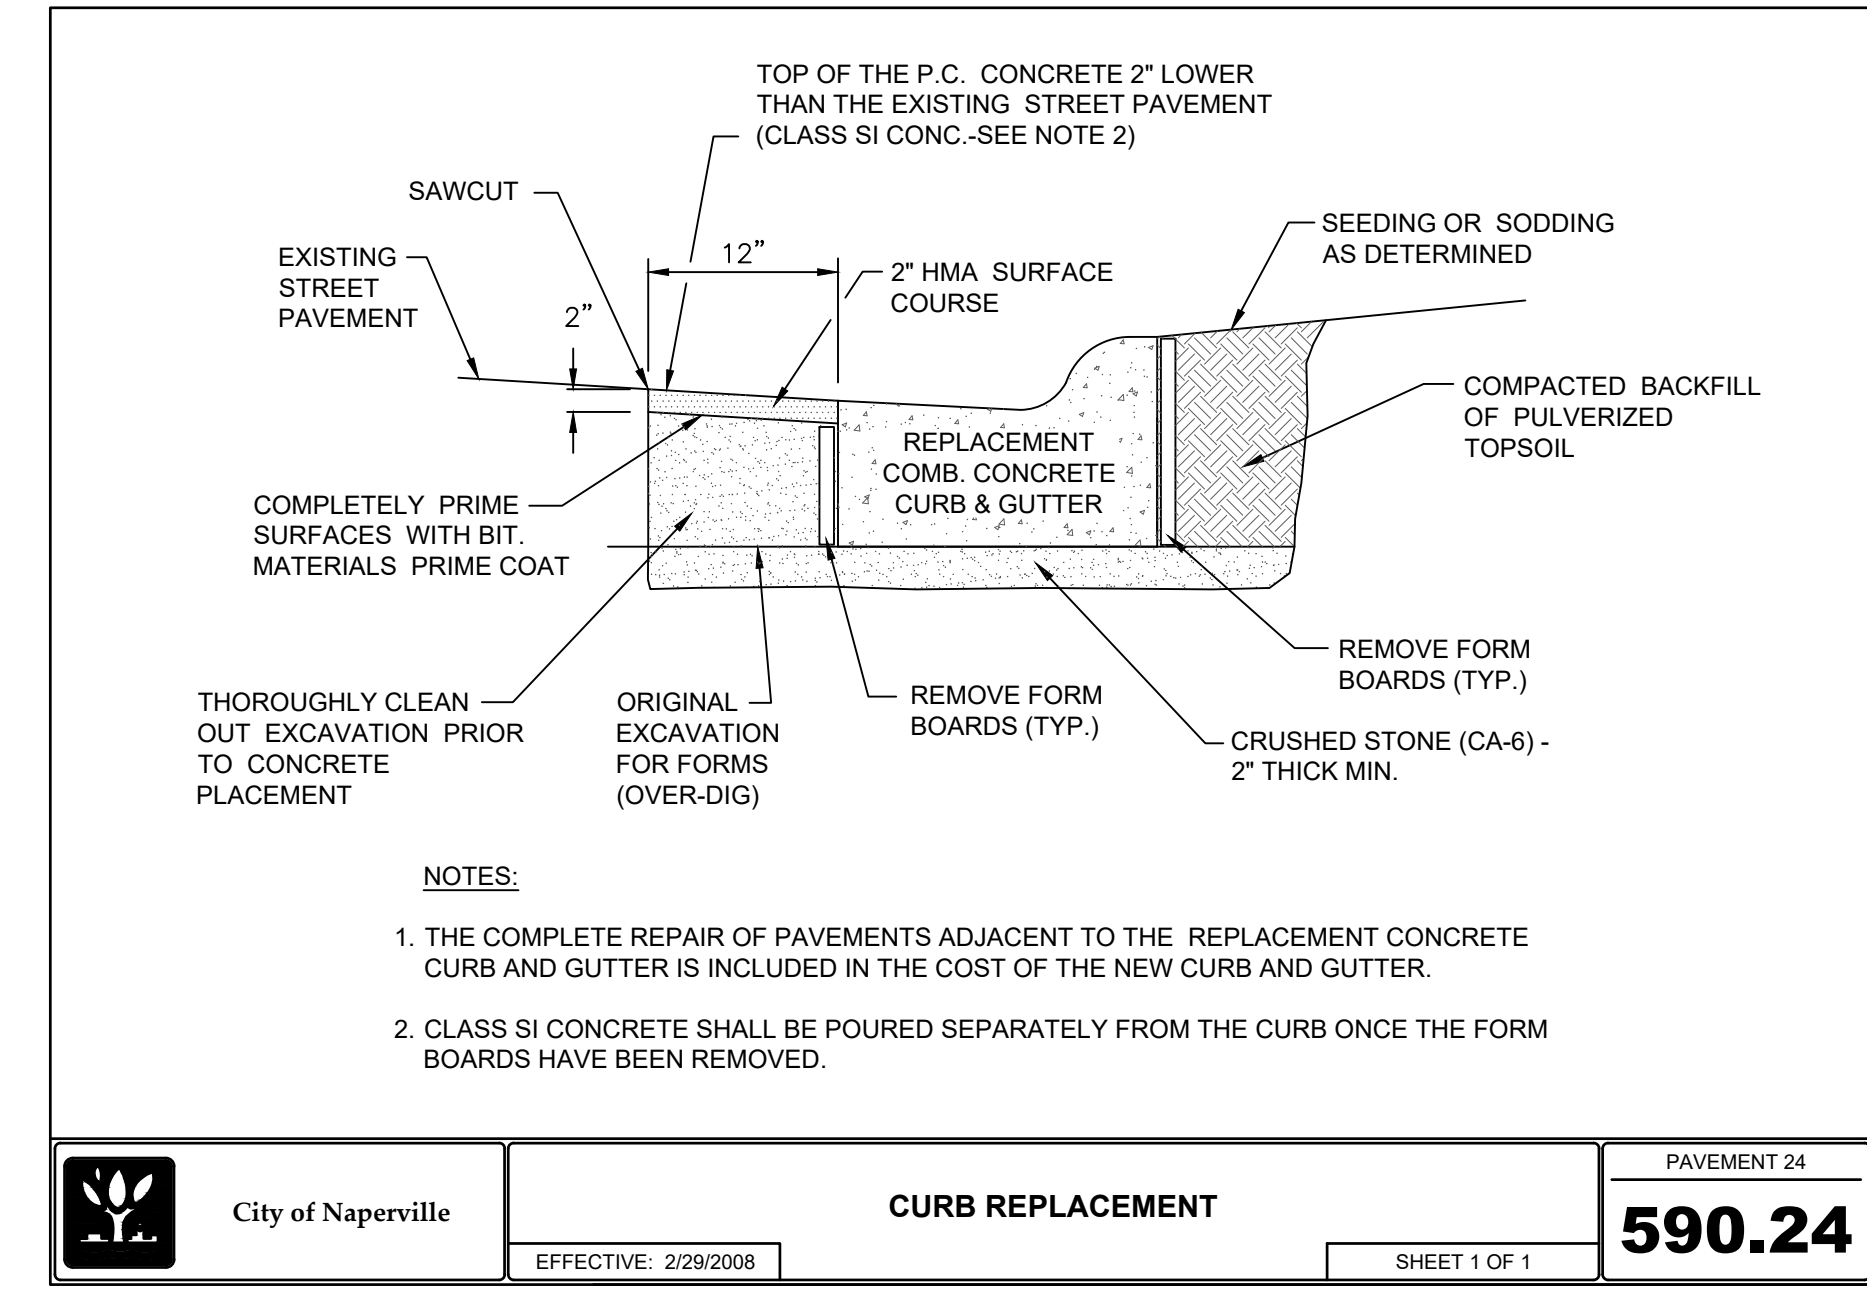 TOP OF THE P.C. CONCRETE 2" LOWER
THAN THE EXISTING STREET PAVEMENT
(CLASS SI CONC.-SEE NOTE 2)
SAWCUT
EXISTING
STREET
PAVEMENT
12”
2”
2" HMA SURFACE
COURSE
SEEDING OR SODDING
AS DETERMINED
COMPACTED BACKFILL
OF PULVERIZED
TOPSOIL
REPLACEMENT
COMB. CONCRETE
CURB & GUTTER
COMPLETELY PRIME
SURFACES WITH BIT.
MATERIALS PRIME COAT
THOROUGHLY CLEAN
OUT EXCAVATION PRIOR
TO CONCRETE
PLACEMENT
ORIGINAL
EXCAVATION
FOR FORMS
(OVER-DIG)
REMOVE FORM
BOARDS (TYP.)
REMOVE FORM
BOARDS (TYP.)
CRUSHED STONE (CA-6) -
2" THICK MIN.
NOTES:
1. THE COMPLETE REPAIR OF PAVEMENTS ADJACENT TO THE REPLACEMENT CONCRETE
CURB AND GUTTER IS INCLUDED IN THE COST OF THE NEW CURB AND GUTTER.
2. CLASS SI CONCRETE SHALL BE POURED SEPARATELY FROM THE CURB ONCE THE FORM
BOARDS HAVE BEEN REMOVED.
City of Naperville
CURB REPLACEMENT
EFFECTIVE: 2/29/2008
SHEET 1 OF 1
PAVEMENT 24
590.24